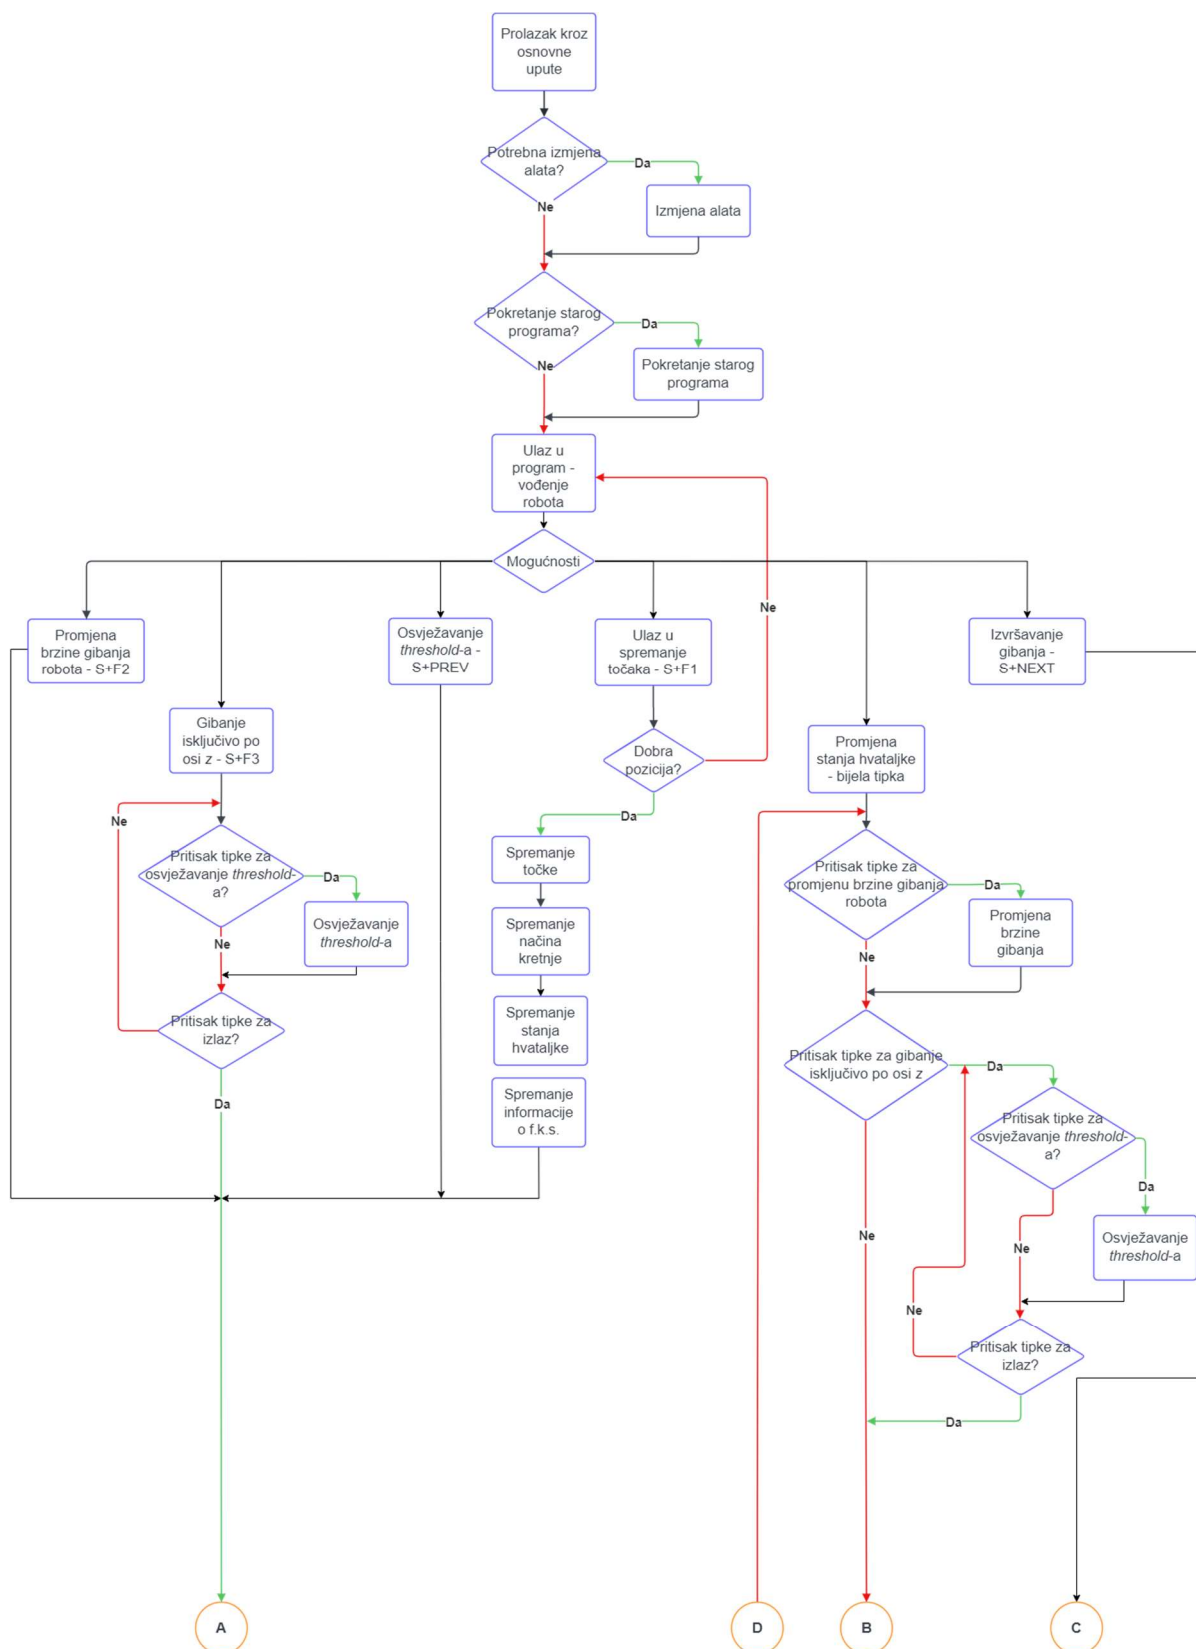 Prolazak kroz
osnovne
upute
Potrebna izmjena
alata?
Da
Izmjena alata
Ne
Pokretanje starog
programa?
Da
Pokretanje starog
programa
Ne
Ulaz u
program -
vođenje
robota
Mogućnosti
Promjena
brzine gibanja
robota - S+F2
Osvježavanje
threshold-a -
S+PREV
Ulaz u
spremanje
točaka - S+F1
Ne
Izvršavanje
gibanja -
S+NEXT
Gibanje
isključivo po
osi z - S+F3
Dobra
pozicija?
Da
Promjena
stanja hvataljke
- bijela tipka
Ne
Pritisak tipke za
osvježavanje threshold-
a?
Da
Osvježavanje
threshold-a
Ne
Pritisak tipke za
izlaz?
Da
Spremanje
točke
Spremanje
načina
kretnje
Spremanje
stanja
hvataljke
Spremanje
informacije
o f.k.s.
Pritisak tipke za
promjenu brzine gibanja
robota
Da
Promjena
brzine
gibanja
Ne
Pritisak tipke za gibanje
isključivo po osi z
Da
Pritisak tipke za
osvježavanje threshold-
a?
Da
Osvježavanje
threshold-a
Ne
Ne
Ne
Pritisak tipke za
izlaz?
Da
A
D
B
C